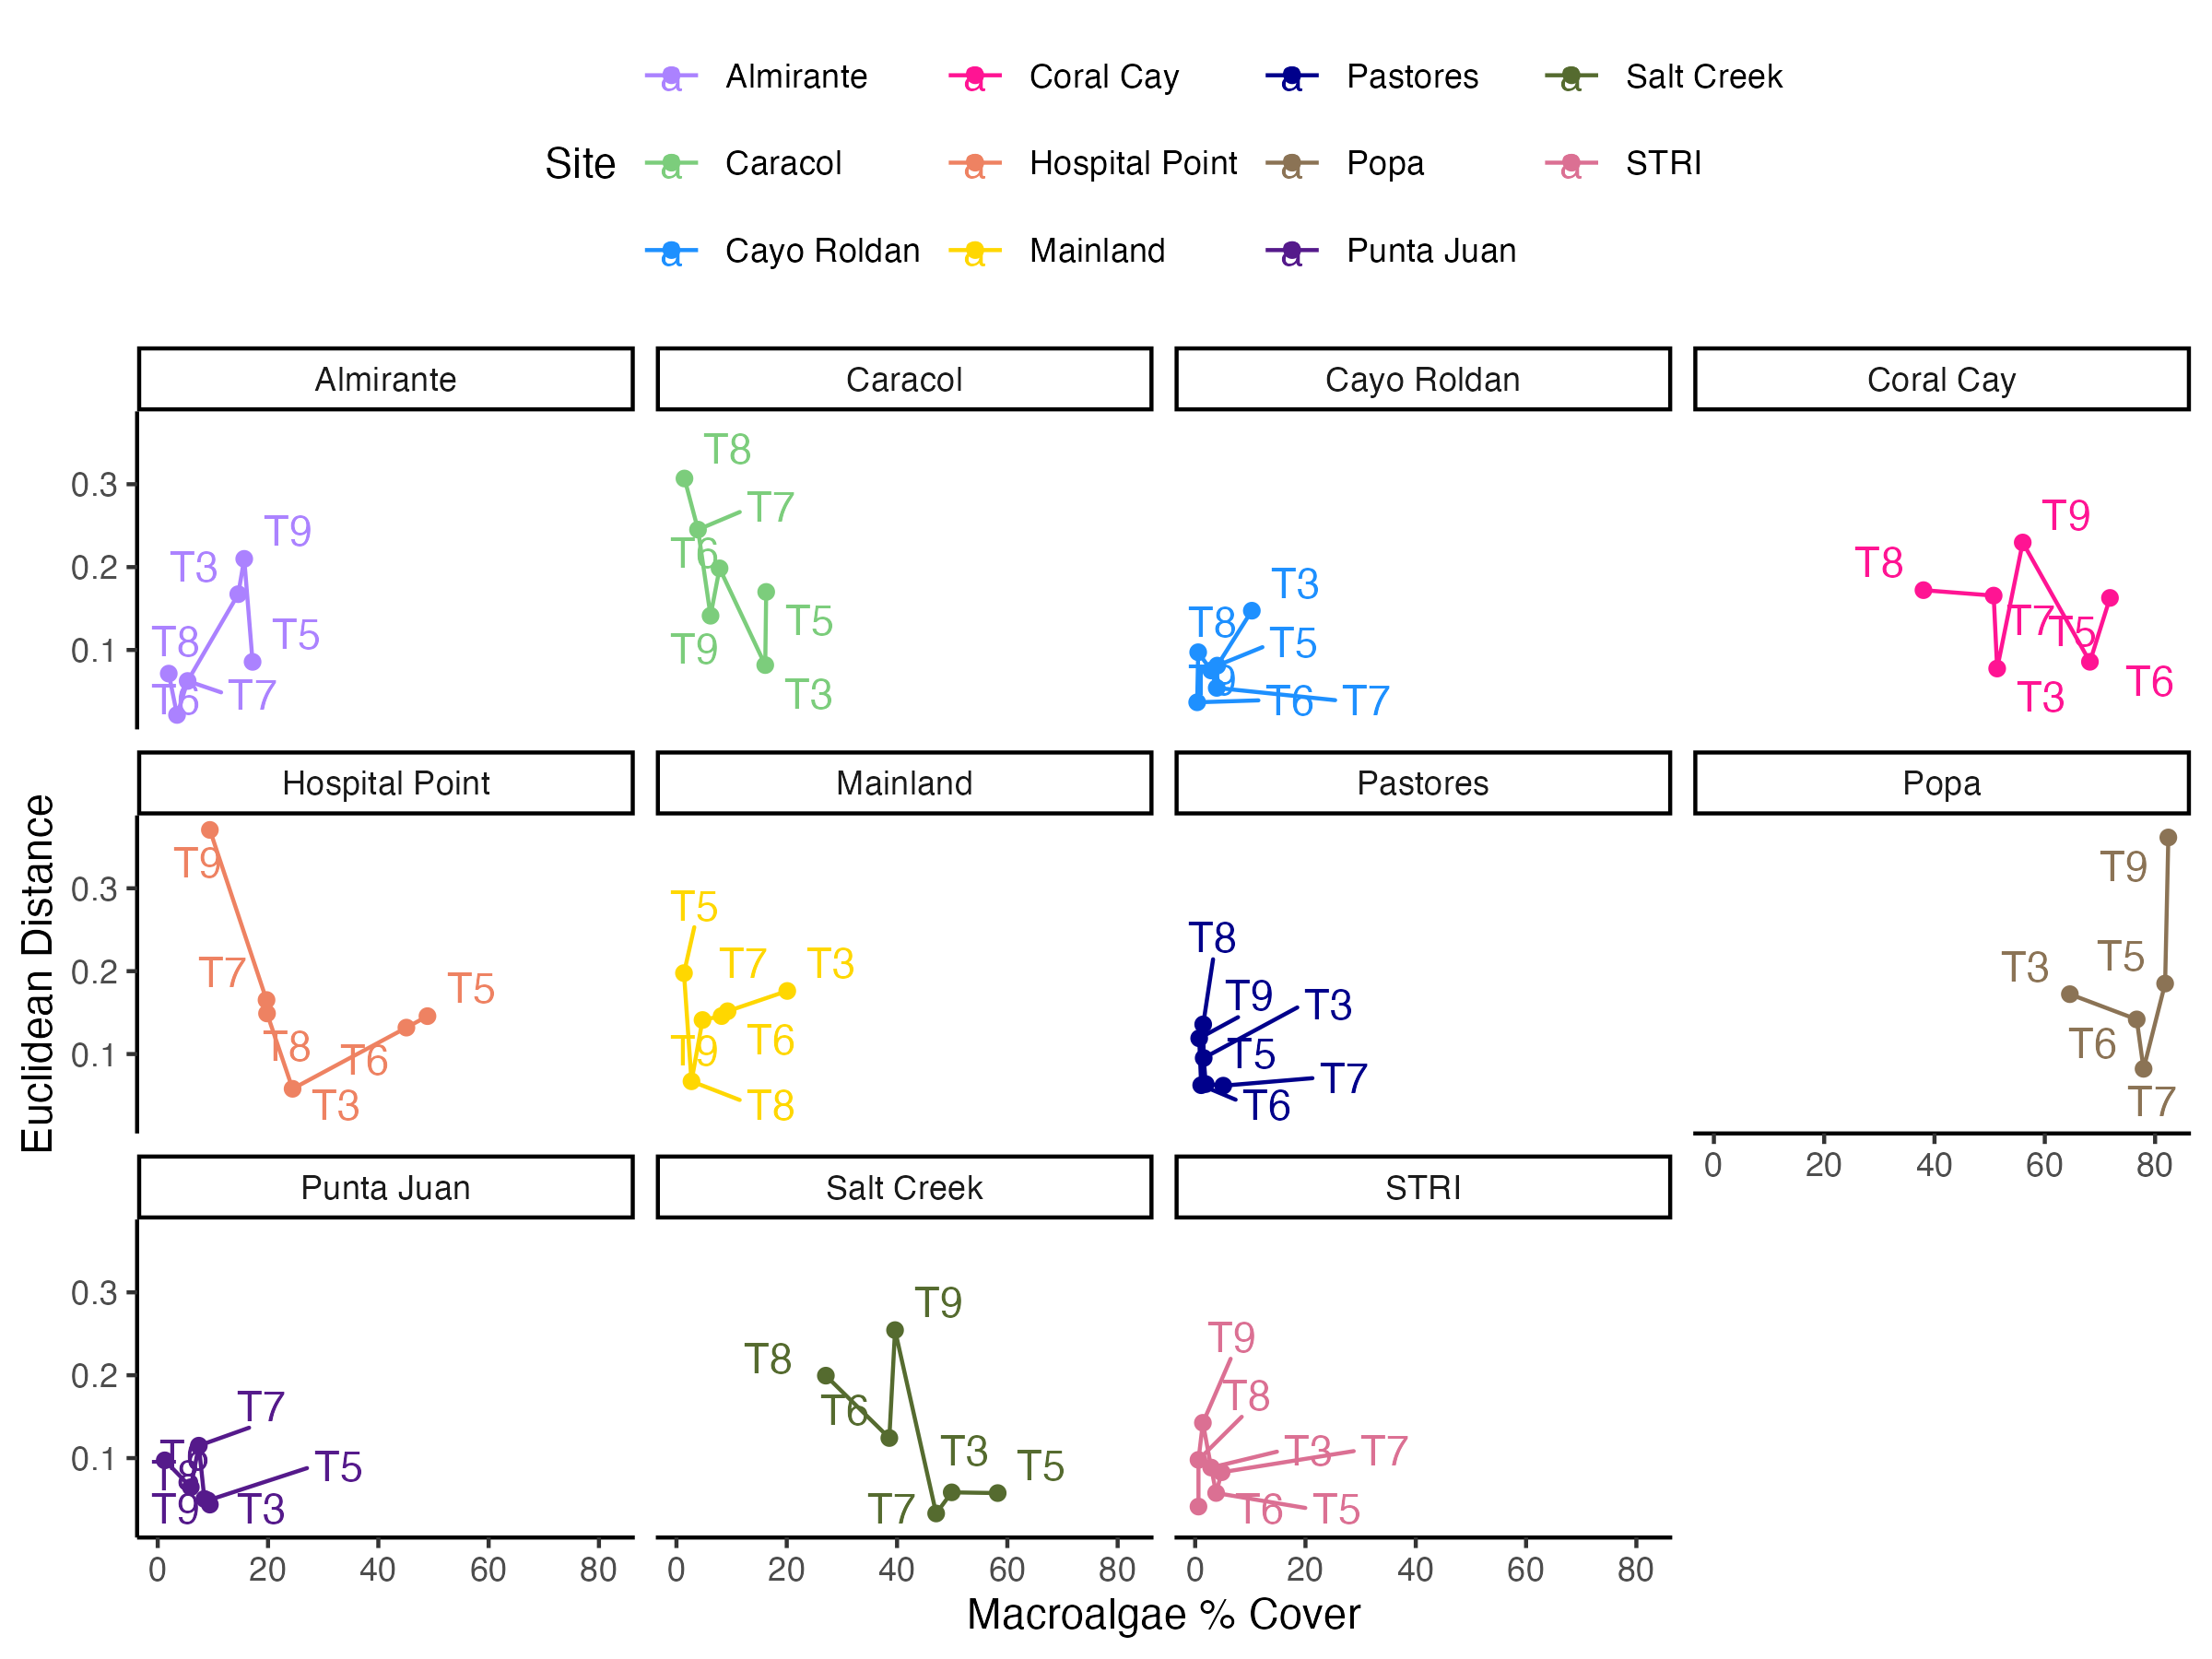 Site
a Almirante
a Coral Cay
a Pastores
a Salt Creek
a Caracol
a Hospital Point
a Popa
a STRI
a Cayo Roldan
a Mainland
a Punta Juan
Almirante
Caracol
Cayo Roldan
Coral Cay
0.3
0.2
0.1
T9
T3
T8
T5
T6
T7
T8
T7
T6
T5
T9
T3
T3
T8
T5
T9
T6
T7
T9
T8
T7
T5
T3
T6
Hospital Point
Mainland
Pastores
Popa
Euclidean Distance
0.3
0.2
0.1
T9
T7
T5
T8
T6
T3
T5
T7
T3
T6
T9
T8
T8
T9
T3
T5
T7
T6
T9
T5
T3
T6
T7
0 20 40 60 80
Punta Juan
Salt Creek
STRI
0.3
0.2
0.1
T7
T5
T9
T3
T9
T8
T6
T3
T5
T7
T9
T8
T3
T7
T6
T5
0 20 40 60 80
0 20 40 60 80
0 20 40 60 80
Macroalgae % Cover